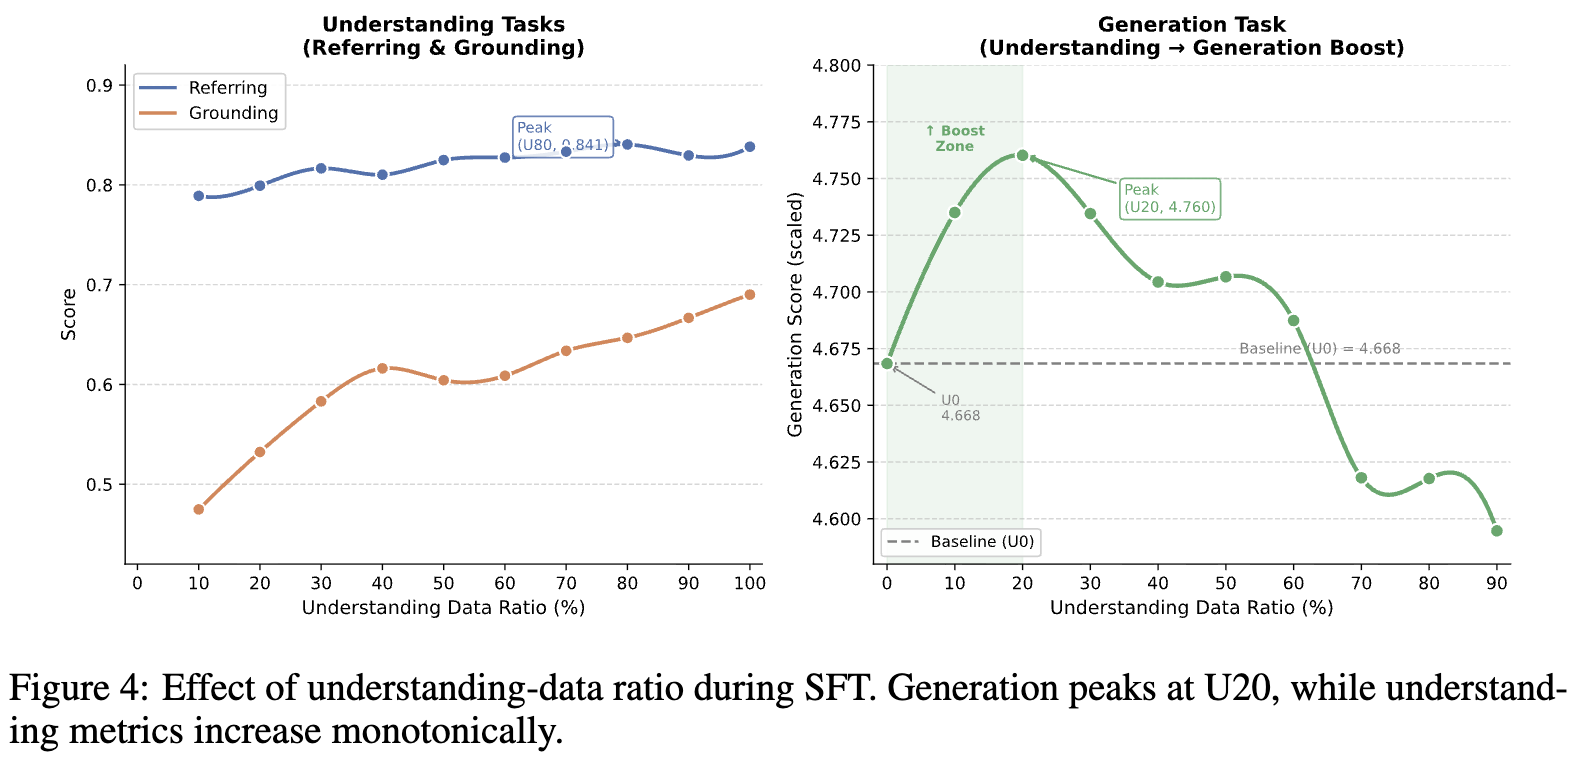 Understanding Tasks
(Referring & Grounding)
Referring
Grounding
Peak
(U80, 0.841)
0.9
0.8
0.7
0.6
0.5
Score
0 10 20 30 40 50 60 70 80 90 100
Understanding Data Ratio (%)
Generation Task
(Understanding → Generation Boost)
4.800
4.775
4.750
4.725
4.700
4.675
4.650
4.625
4.600
Generation Score (scaled)
↑ Boost
Zone
Peak
(U20, 4.760)
Baseline (U0) = 4.668
U0
4.668
Baseline (U0)
0 10 20 30 40 50 60 70 80 90
Understanding Data Ratio (%)
Figure 4: Effect of understanding-data ratio during SFT. Generation peaks at U20, while understand-
ing metrics increase monotonically.